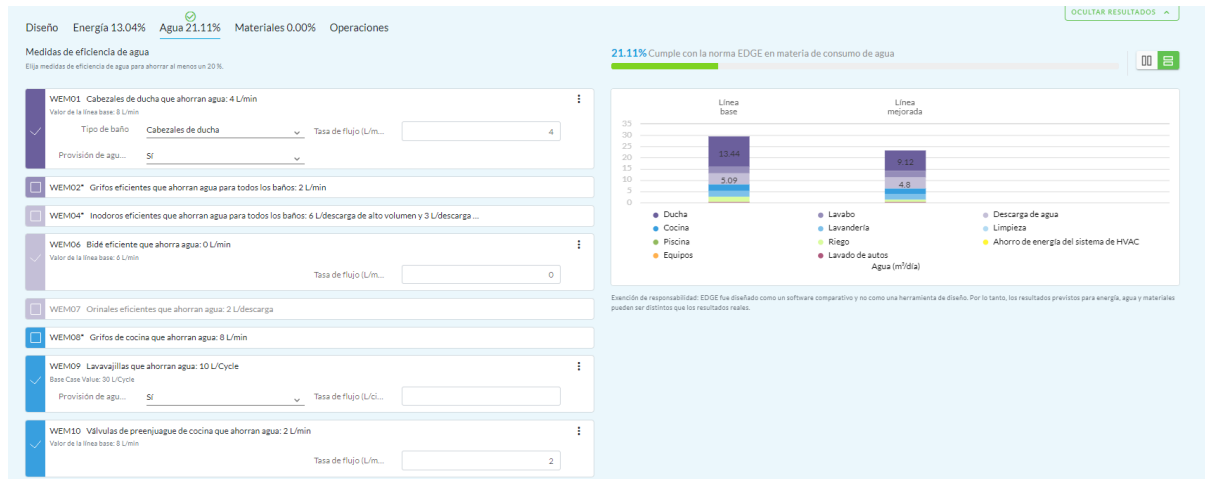 OCULTAR RESULTADOS
Diseño Energía 13.04% Agua 21.11% Materiales 0.00% Operaciones
Medidas de eficiencia de agua
Elija medidas de eficiencia de agua para ahorrar al menos un 20 %.
WEM01 Cabezales de ducha que ahorran agua: 4 L/min
Valor de la línea base: 8 L/min
Tipo de baño Cabezales de ducha Tasa de flujo (L/m... 4
Provisión de agu... Sí
WEM02* Grifos eficientes que ahorran agua para todos los baños: 2 L/min
WEM04* Inodoros eficientes que ahorran agua para todos los baños: 6 L/descarga de alto volumen y 3 L/descarga ...
WEM06 Bidé eficiente que ahorra agua: 0 L/min
Valor de la línea base: 6 L/min
Tasa de flujo (L/m... 0
WEM07 Orinales eficientes que ahorran agua: 2 L/descarga
WEM08* Grifos de cocina que ahorran agua: 8 L/min
WEM09 Lavavajillas que ahorran agua: 10 L/Cycle
Base Case Value: 30 L/Cycle
Provisión de agu... Sí Tasa de flujo (L/ci...
WEM10 Válvulas de preenjuague de cocina que ahorran agua: 2 L/min
Valor de la línea base: 8 L/min
Tasa de flujo (L/m... 2
21.11% Cumple con la norma EDGE en materia de consumo de agua
Línea
base
Línea
mejorada
35
30
25
20
15
10
5
0
13.44
5.09
9.12
4.8
Ducha Lavabo Descarga de agua
Cocina Lavandería Limpieza
Piscina Riego Ahorro de energía del sistema de HVAC
Equipos Lavado de autos
Agua (m³/día)
Exención de responsabilidad: EDGE fue diseñado como un software comparativo y no como una herramienta de diseño. Por lo tanto, los resultados previstos para energía, agua y materiales
pueden ser distintos que los resultados reales.